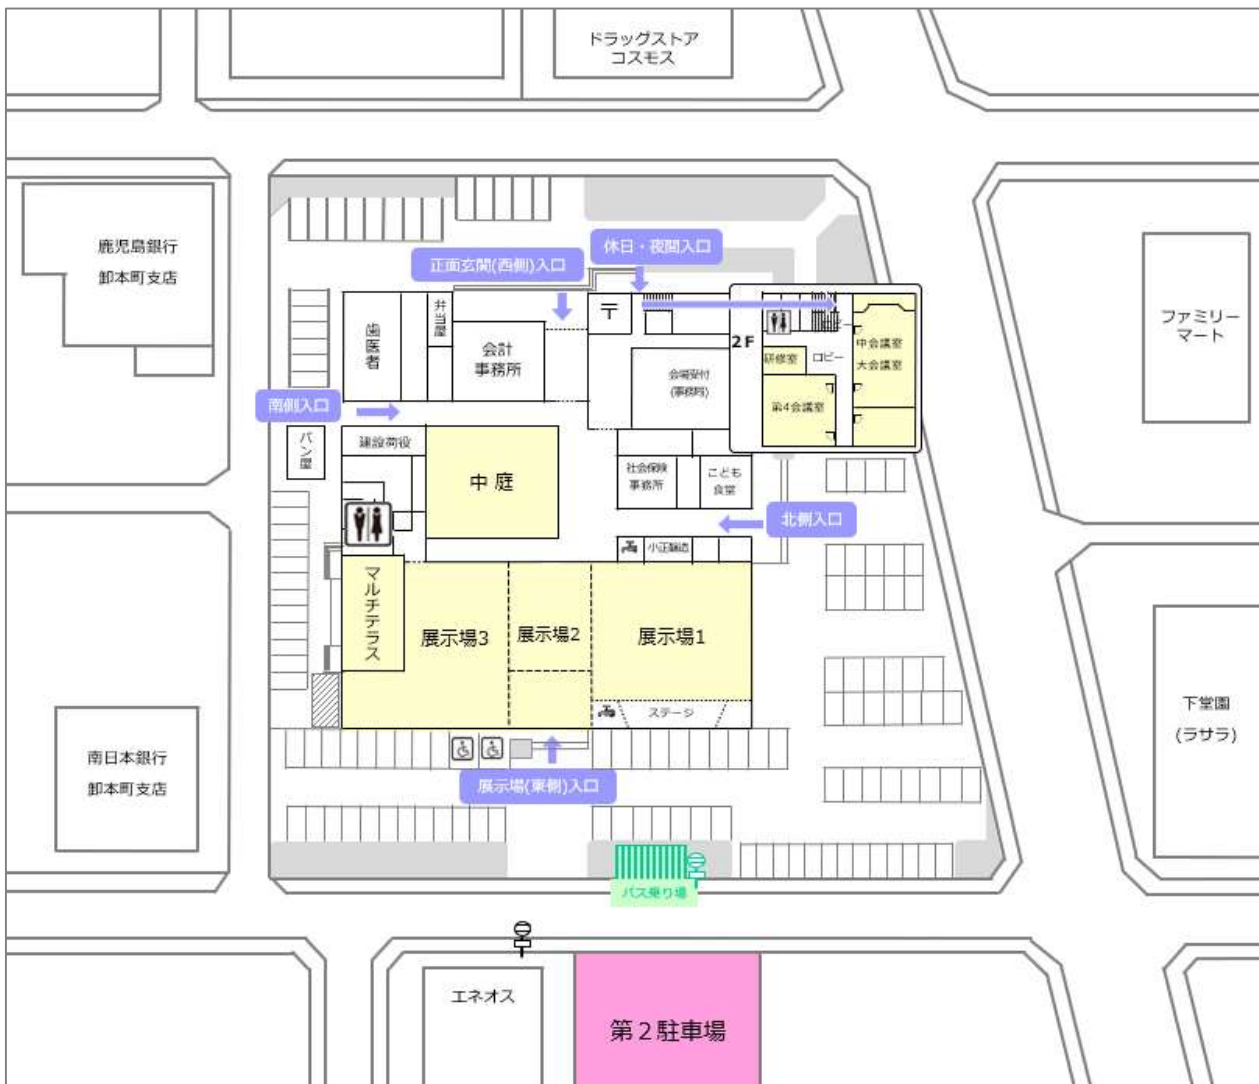 ドラッグストア
コスモス
鹿児島銀行
卸本町支店
正面玄関(西側)入口
休日・夜間入口
南側入口
歯医者
弁当屋
会計
事務所
〒
会場受付
(事務局)
2F
研修室
ロビー
中会議室
大会議室
第4会議室
ファミリー
マート
パン屋
建設荷役
中庭
社会保険
事務所
こども
食堂
北側入口
小正醸造
マルチテラス
展示場3
展示場2
展示場1
ステージ
展示場(東側)入口
下堂園
(ラサラ)
南日本銀行
卸本町支店
バス乗り場
エネオス
第2駐車場